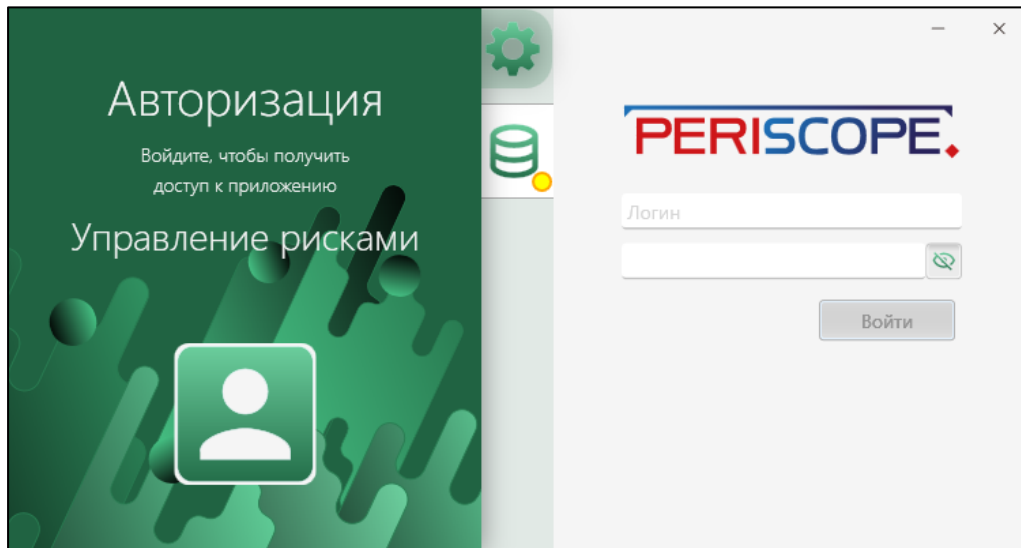 Авторизация
Войдите, чтобы получить
доступ к приложению
Управление рисками
PERISCOPE.
Логин
Войти